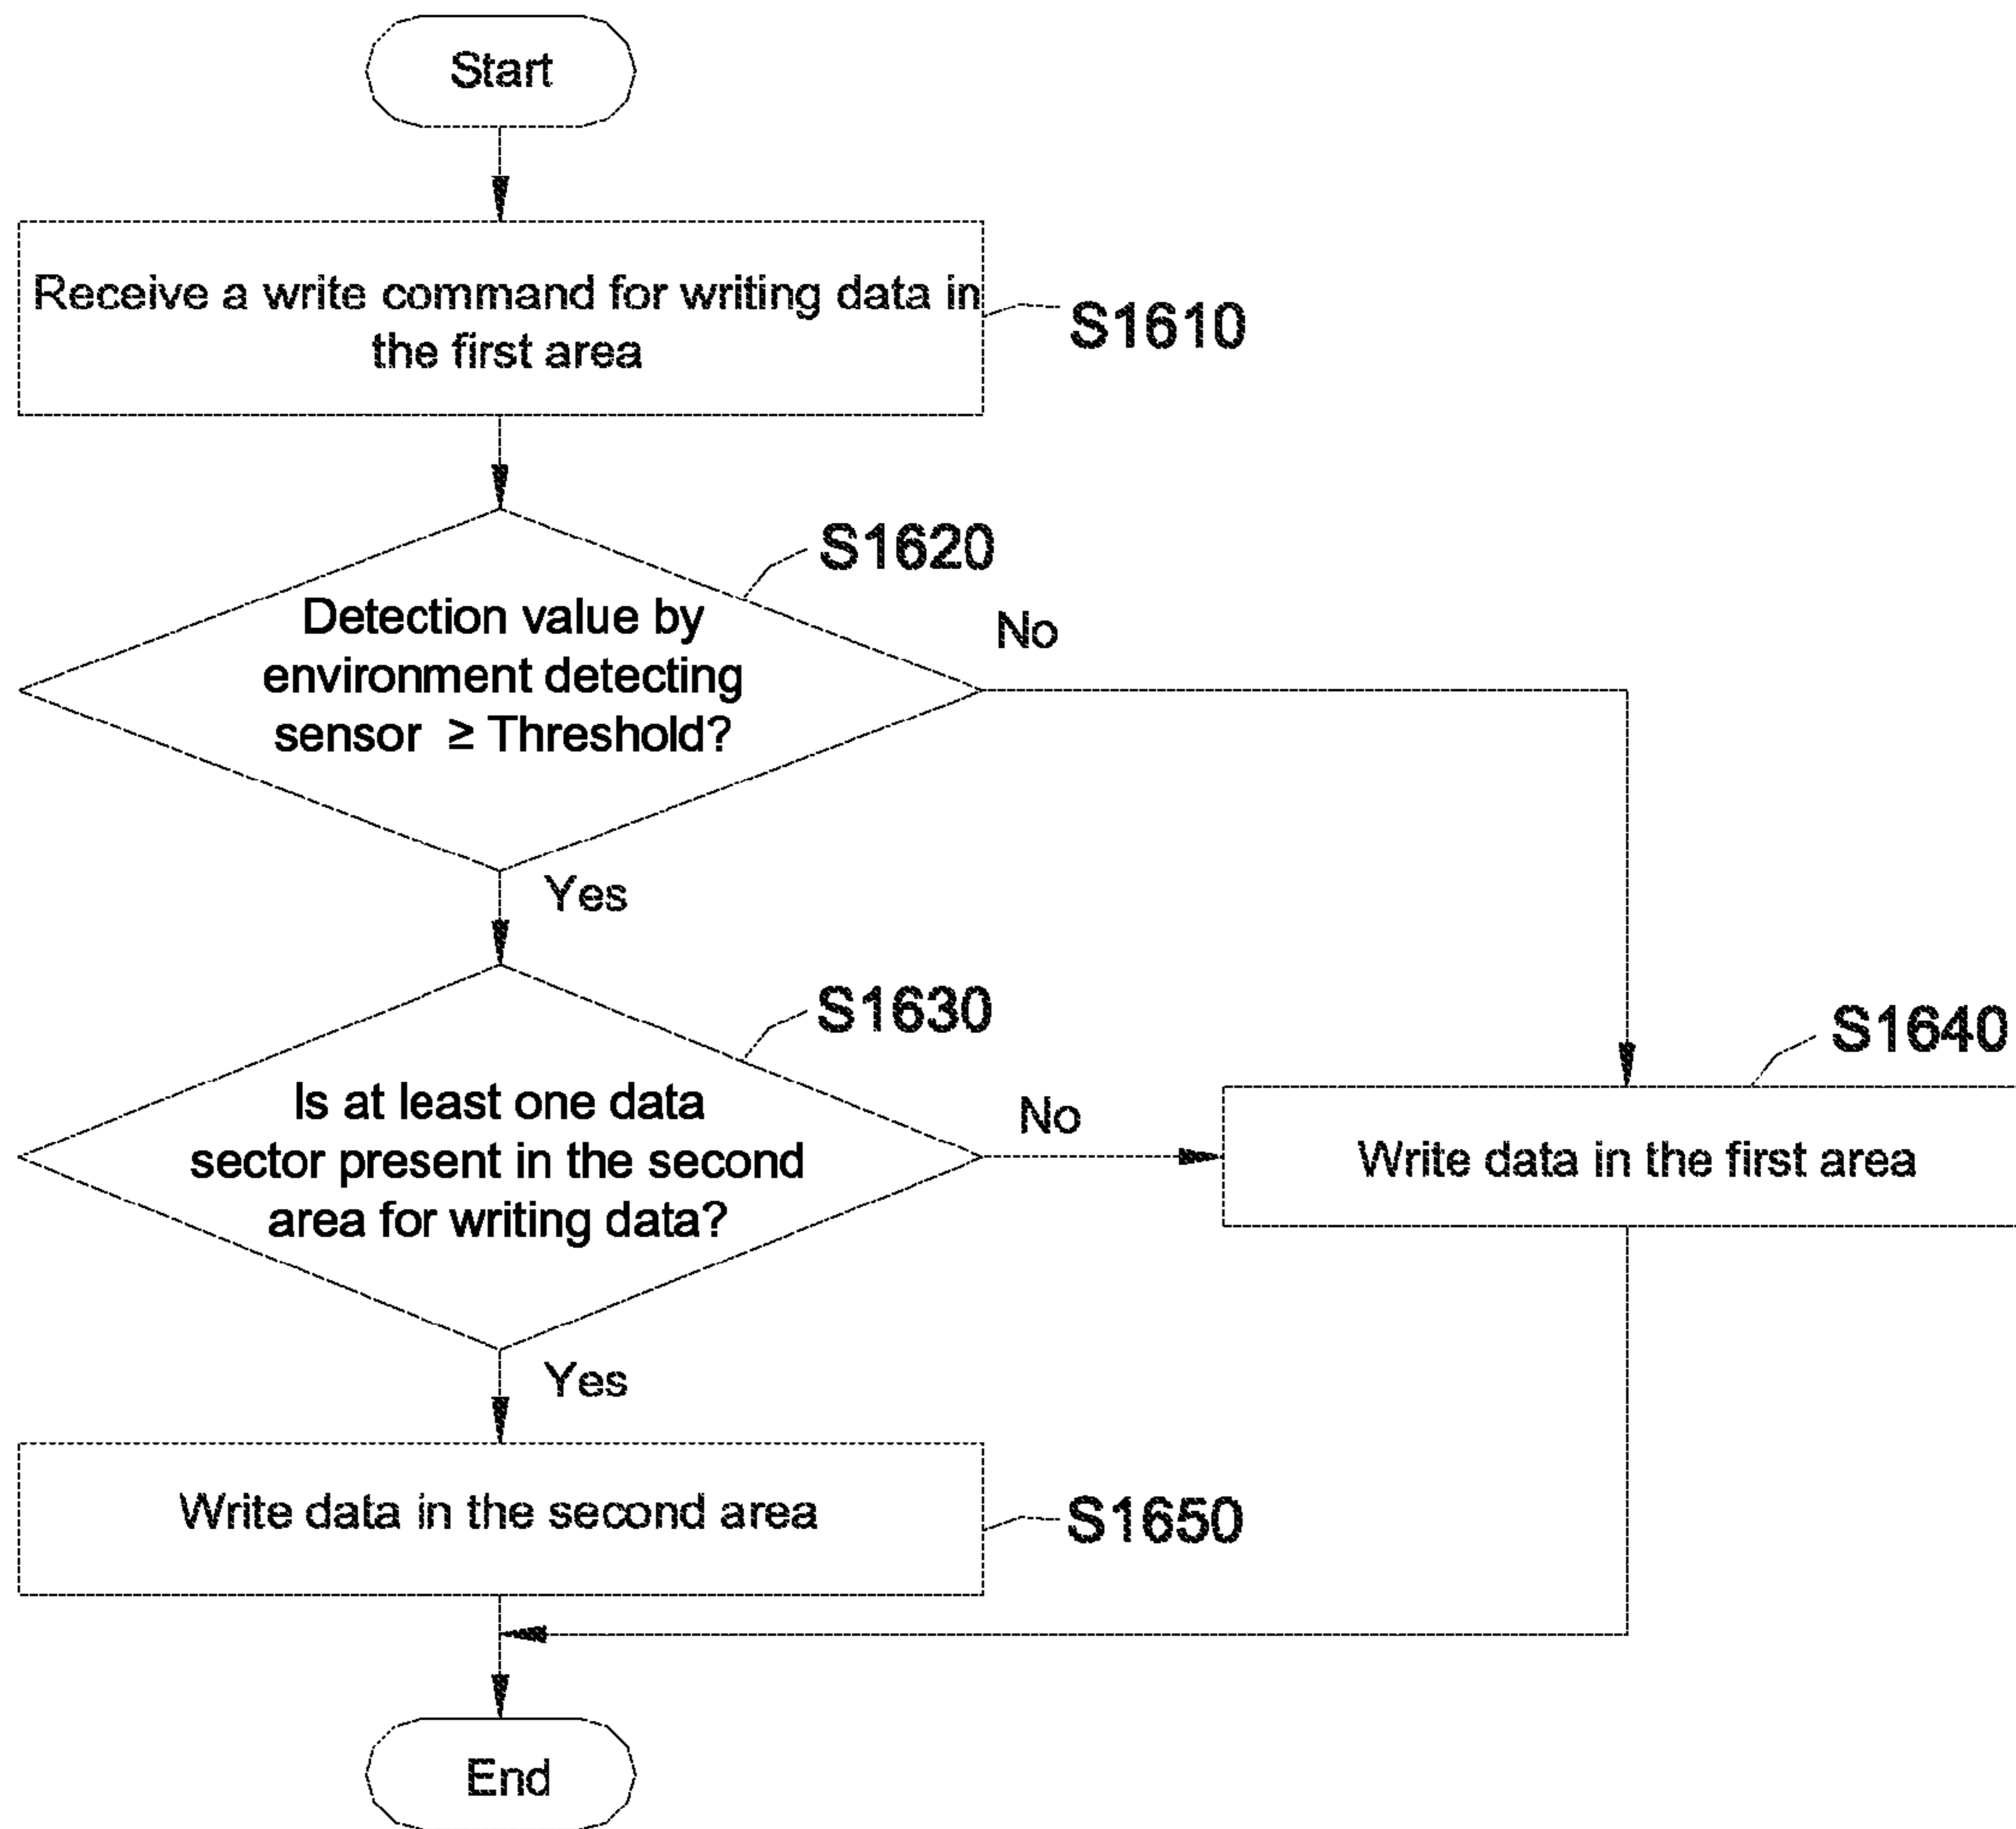 Start
Receive a write command for writing data in
the first area
S1610
S1620
Detection value by
environment detecting
sensor ≥ Threshold?
No
Yes
S1630
Is at least one data
sector present in the second
area for writing data?
No
S1640
Write data in the first area
Yes
Write data in the second area
S1650
End